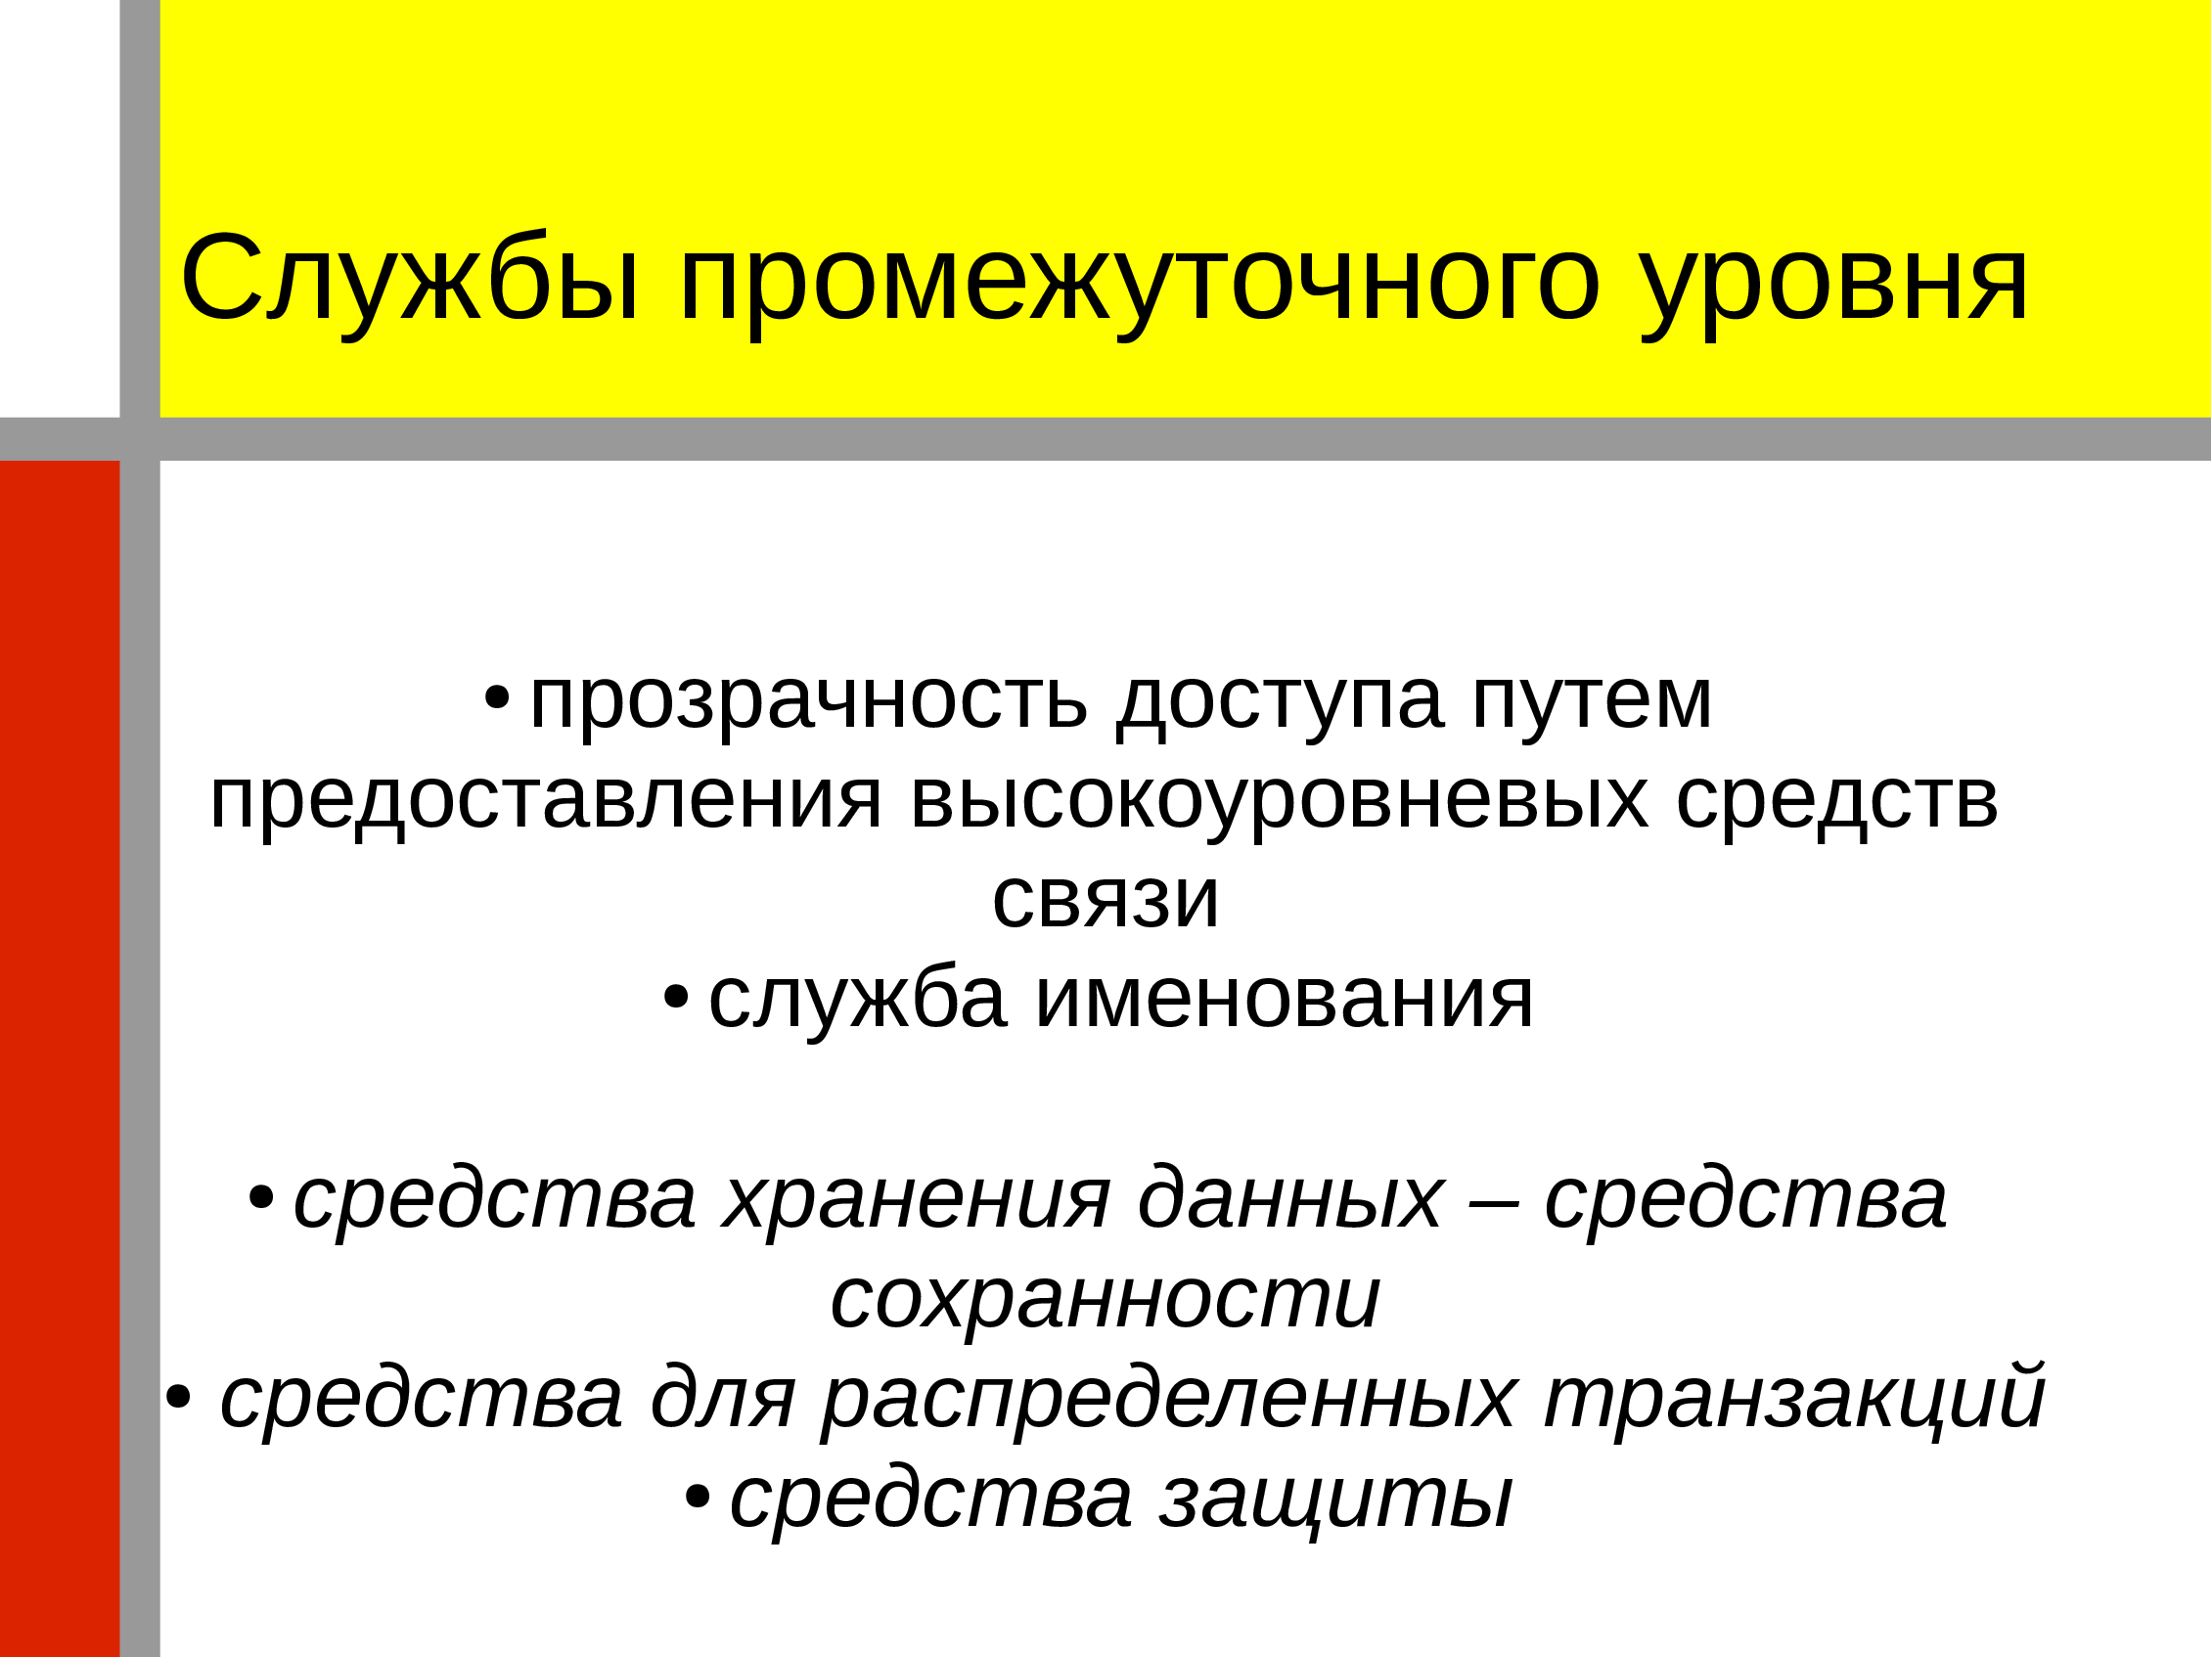 Службы промежуточного уровня
• прозрачность доступа путем
предоставления высокоуровневых средств
связи
• служба именования
• средства хранения данных – средства
сохранности
• средства для распределенных транзакций
• средства защиты